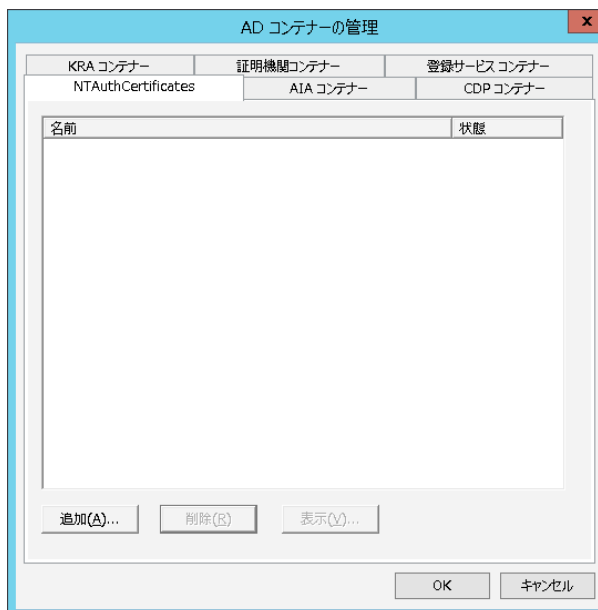 AD コンテナーの管理
x
KRA コンテナー 証明機関コンテナー 登録サービス コンテナー
NTAuthCertificates AIA コンテナー CDP コンテナー
名前 状態
追加(A)... 削除(R) 表示(V)...
OK キャンセル